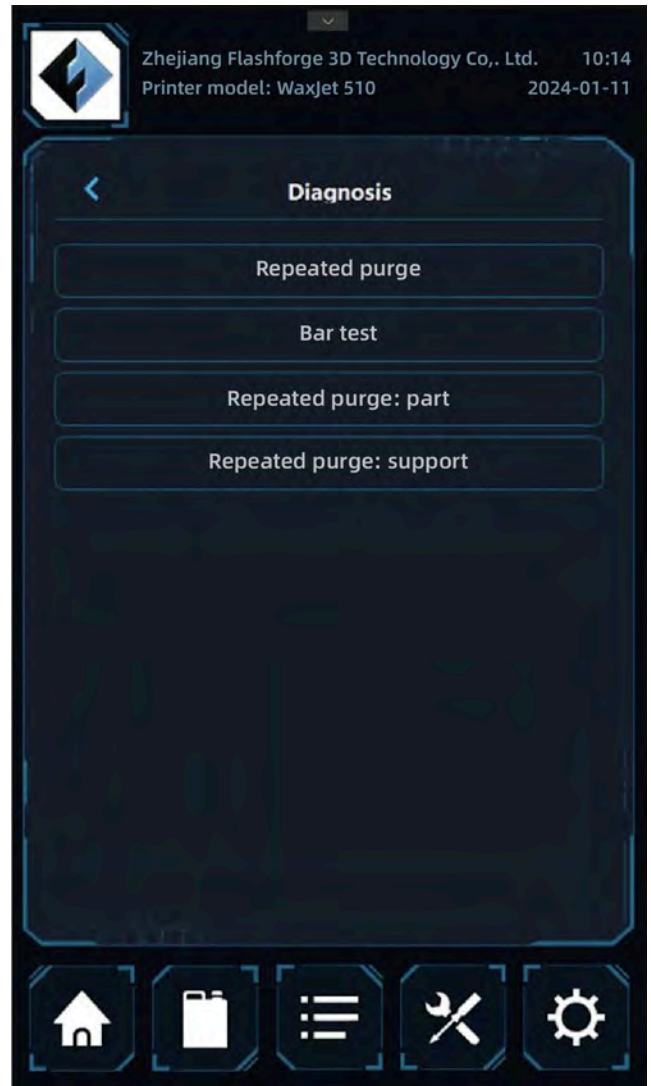 Zhejiang Flashforge 3D Technology Co,. Ltd. 10:14
Printer model: WaxJet 510 2024-01-11
Diagnosis
Repeated purge
Bar test
Repeated purge: part
Repeated purge: support